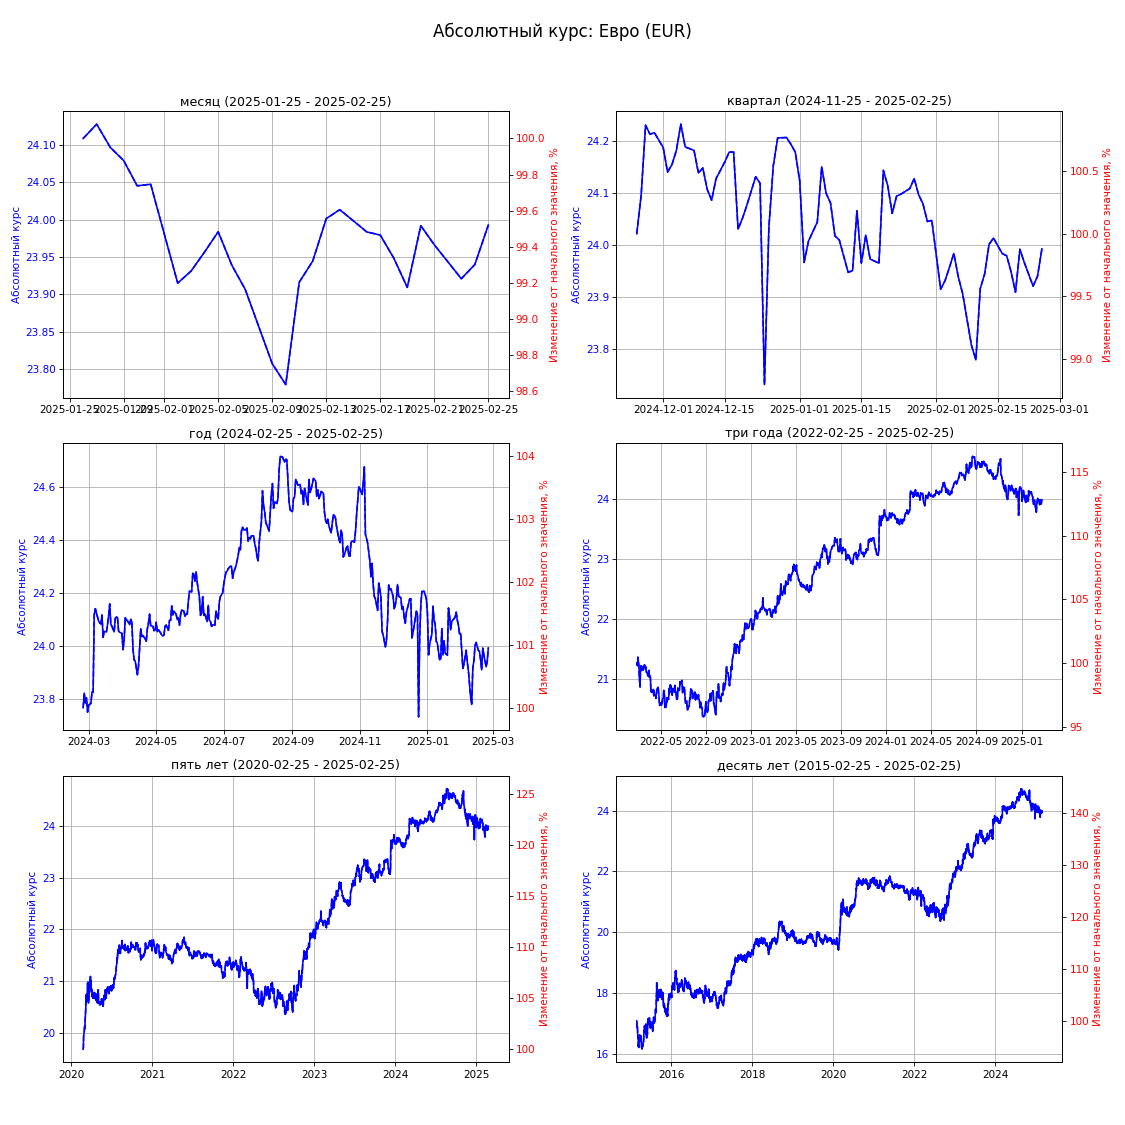 Абсолютный курс: Евро (EUR)
месяц (2025-01-25 - 2025-02-25)
Абсолютный курс
24.10
24.05
24.00
23.95
23.90
23.85
23.80
100.0
99.8
99.6
99.4
99.2
99.0
98.8
98.6
Изменение от начального значения, %
2025-01-25 2025-01-29 2025-02-01 2025-02-05 2025-02-09 2025-02-13 2025-02-17 2025-02-21 2025-02-25
квартал (2024-11-25 - 2025-02-25)
Абсолютный курс
24.2
24.1
24.0
23.9
23.8
100.5
100.0
99.5
99.0
Изменение от начального значения, %
2024-12-01 2024-12-15 2025-01-01 2025-01-15 2025-02-01 2025-02-15 2025-03-01
год (2024-02-25 - 2025-02-25)
Абсолютный курс
24.6
24.4
24.2
24.0
23.8
104
103
102
101
100
Изменение от начального значения, %
2024-03 2024-05 2024-07 2024-09 2024-11 2025-01 2025-03
три года (2022-02-25 - 2025-02-25)
Абсолютный курс
24
23
22
21
115
110
105
100
95
Изменение от начального значения, %
2022-05 2022-09 2023-01 2023-05 2023-09 2024-01 2024-05 2024-09 2025-01
пять лет (2020-02-25 - 2025-02-25)
Абсолютный курс
24
23
22
21
20
125
120
115
110
105
100
Изменение от начального значения, %
2020 2021 2022 2023 2024 2025
десять лет (2015-02-25 - 2025-02-25)
Абсолютный курс
24
22
20
18
16
140
130
120
110
100
Изменение от начального значения, %
2016 2018 2020 2022 2024